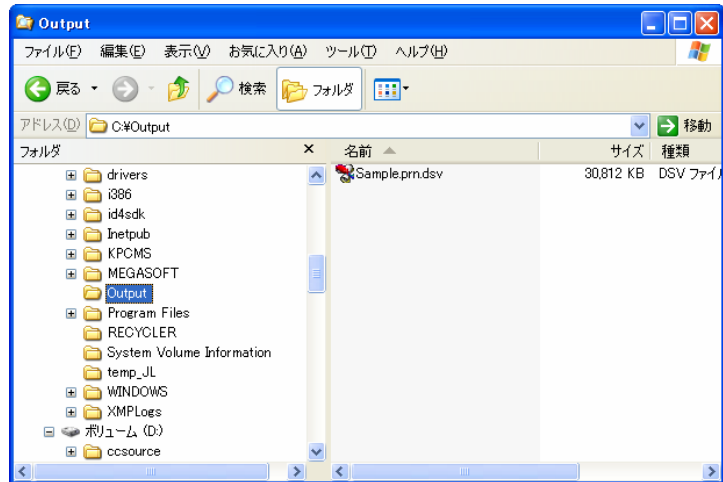 Output
ファイル(F) 編集(E) 表示(V) お気に入り(A) ツール(T) ヘルプ(H)
戻る 検索 フォルダ
アドレス(D) C:¥Output 移動
フォルダ × 名前 サイズ 種類
drivers
i386
id4sdk
Inetpub
KPCMS
MEGASOFT
Output
Program Files
RECYCLER
System Volume Information
temp_JL
WINDOWS
XMPLogs
ボリューム (D:)
ccsource
Sample.prn.dsv 30,812 KB DSV ファイル